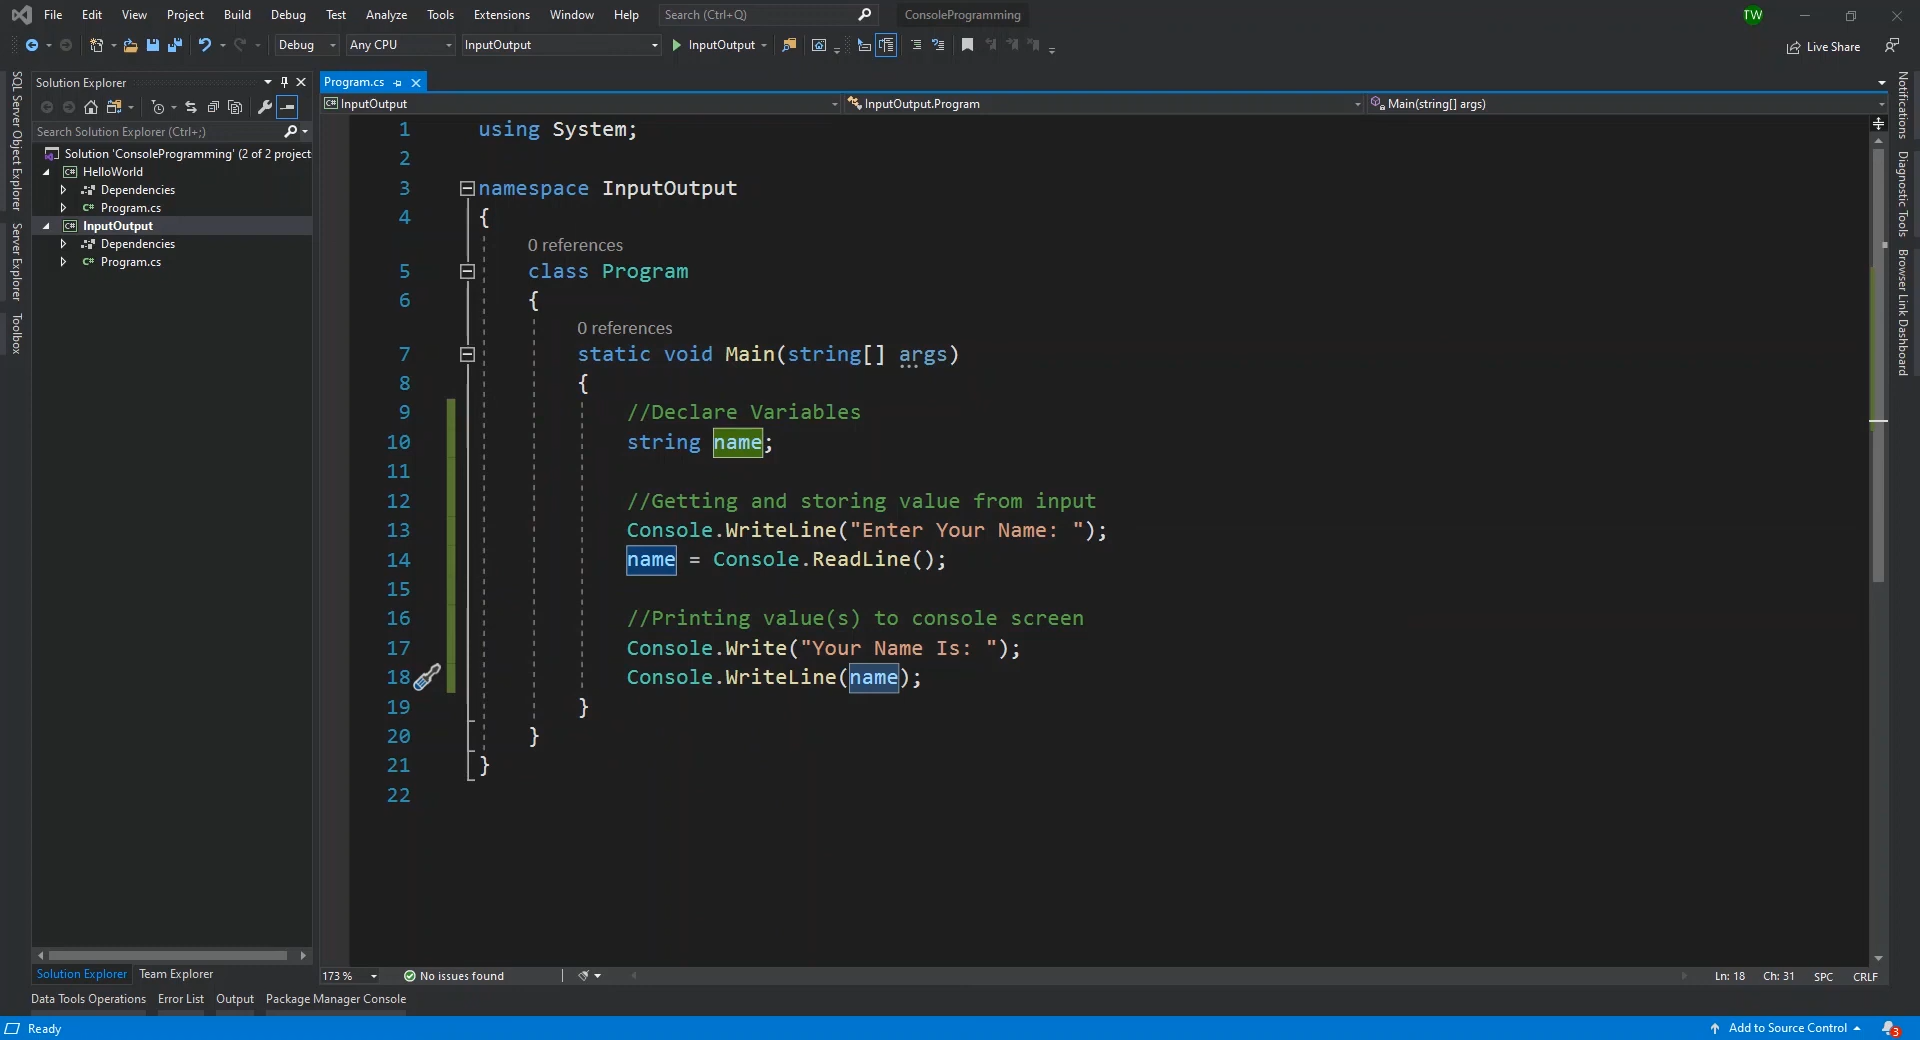 File Edit View Project Build Debug Test Analyze Tools Extensions Window Help Search (Ctrl+Q) ConsoleProgramming TW
Debug Any CPU InputOutput InputOutput Live Share
SQL Server Object Explorer
Server Explorer
Toolbox
Solution Explorer
Search Solution Explorer (Ctrl+;)
Solution 'ConsoleProgramming' (2 of 2 project
C# HelloWorld
Dependencies
C# Program.cs
C# InputOutput
Dependencies
C# Program.cs
Program.cs
C# InputOutput InputOutput.Program Main(string[] args)
1 using System;
2
3 namespace InputOutput
4 {
0 references
5 class Program
6 {
0 references
7 static void Main(string[] args)
8 {
9 //Declare Variables
10 string name;
11
12 //Getting and storing value from input
13 Console.WriteLine("Enter Your Name: ");
14 name = Console.ReadLine();
15
16 //Printing value(s) to console screen
17 Console.Write("Your Name Is: ");
18 Console.WriteLine(name);
19 }
20 }
21 }
22
Notifications
Diagnostic Tools
Browser Link Dashboard
173 % No issues found Ln: 18 Ch: 31 SPC CRLF
Solution Explorer Team Explorer
Data Tools Operations Error List Output Package Manager Console
Ready Add to Source Control 3